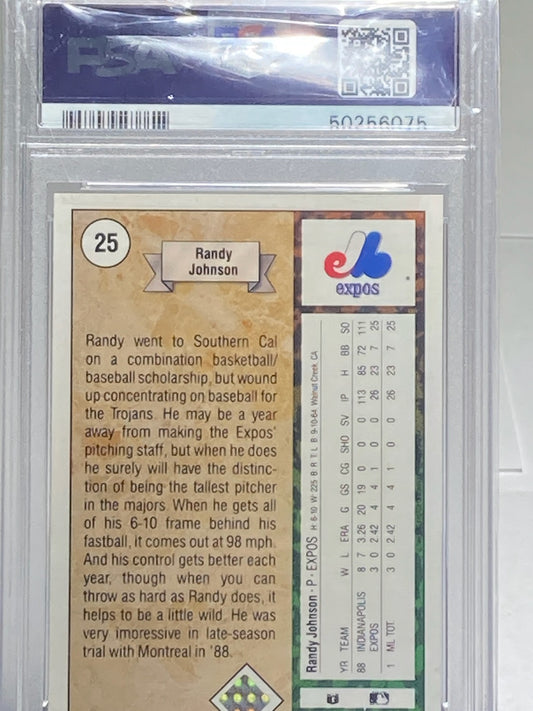 PSA
50256075
25
Randy
Johnson
expos
Randy went to Southern Cal
on a combination basketball/
baseball scholarship, but wound
up concentrating on baseball for
the Trojans. He may be a year
away from making the Expos'
pitching staff, but when he does
he surely will have the distinc-
tion of being the tallest pitcher
in the majors. When he gets all
of his 6-10 frame behind his
fastball, it comes out at 98 mph.
And his control gets better each
year, though when you can
throw as hard as Randy does, it
helps to be a little wild. He was
very impressive in late-season
trial with Montreal in '88.
Randy Johnson · P · EXPOS H: 6-10 W: 225 B: R T: L B: 9-10-64 Walnut Creek, CA
YR TEAM W L ERA G GS CG SHO SV IP H BB SO
88 INDIANAPOLIS 8 7 3.26 20 19 0 0 0 113 85 72 111
EXPOS 3 0 2.42 4 4 1 0 0 26 23 7 25
1 ML TOT. 3 0 2.42 4 4 1 0 0 26 23 7 25